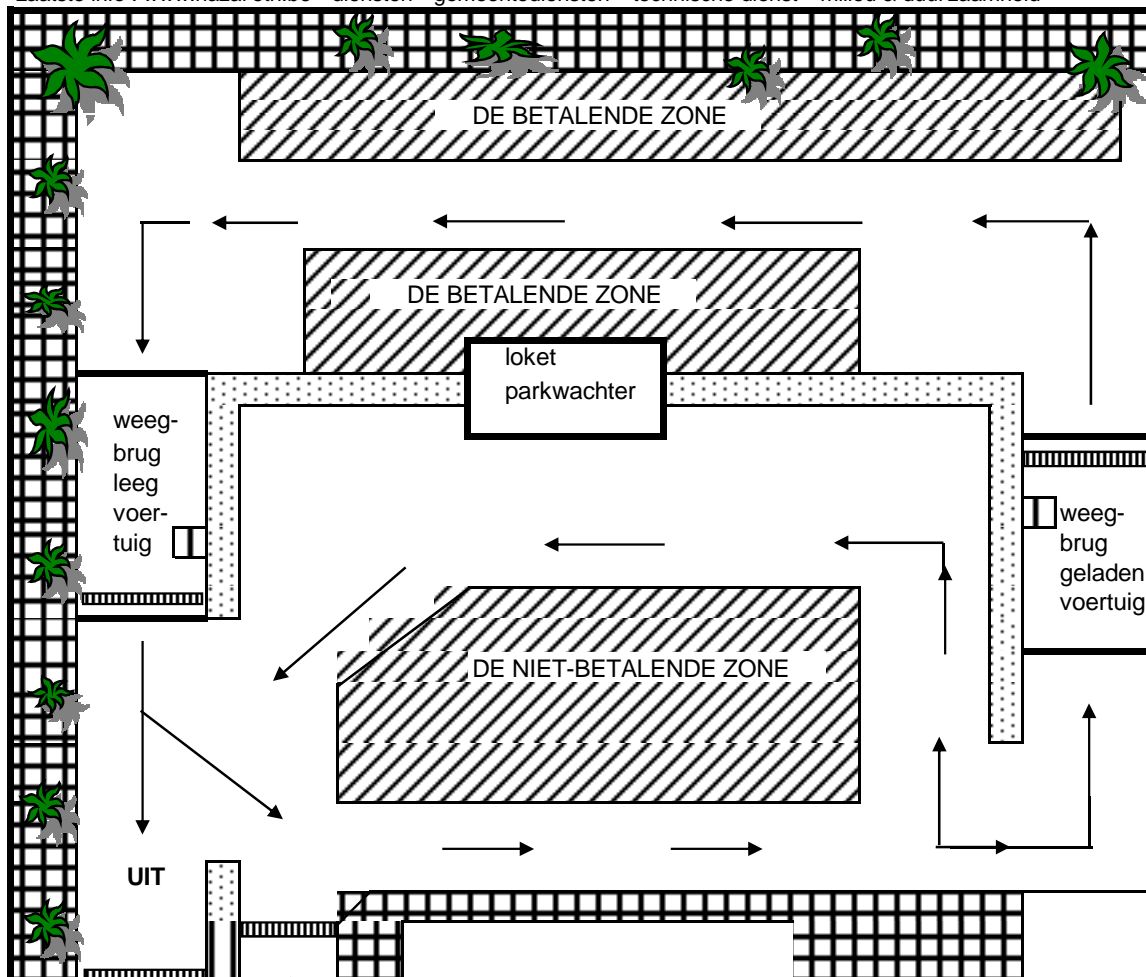 DE BETALENDE ZONE
DE BETALENDE ZONE
loket
parkwachter
weeg-
brug
leeg
voer-
tuig
weeg-
brug
geladen
voertuig
DE NIET-BETALENDE ZONE
UIT